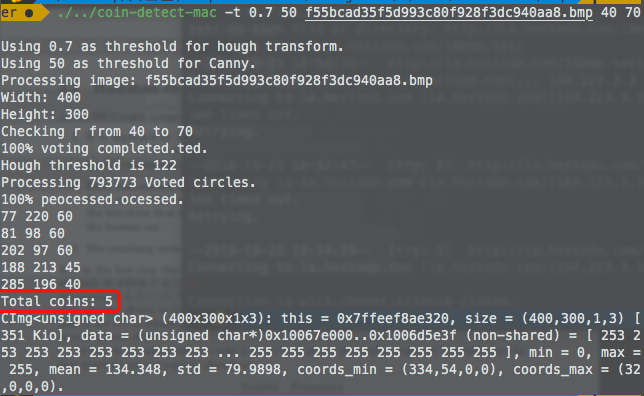 er ● ./../coin-detect-mac -t 0.7 50 f55bcad35f5d993c80f928f3dc940aa8.bmp 40 70
Using 0.7 as threshold for hough transform.
Using 50 as threshold for Canny.
Processing image: f55bcad35f5d993c80f928f3dc940aa8.bmp
Width: 400
Height: 300
Checking r from 40 to 70
100% voting completed.ted.
Hough threshold is 122
Processing 793773 Voted circles.
100% peocessed.ocessed.
77 220 60
81 98 60
202 97 60
188 213 45
285 196 40
Total coins: 5
CImg<unsigned char> (400x300x1x3): this = 0x7ffeef8ae320, size = (400,300,1,3) [
351 Kio], data = (unsigned char*)0x10067e000..0x1006d5e3f (non-shared) = [ 253 2
53 253 253 253 253 253 253 ... 255 255 255 255 255 255 255 255 ], min = 0, max =
255, mean = 134.348, std = 79.9898, coords_min = (334,54,0,0), coords_max = (32
,0,0,0).